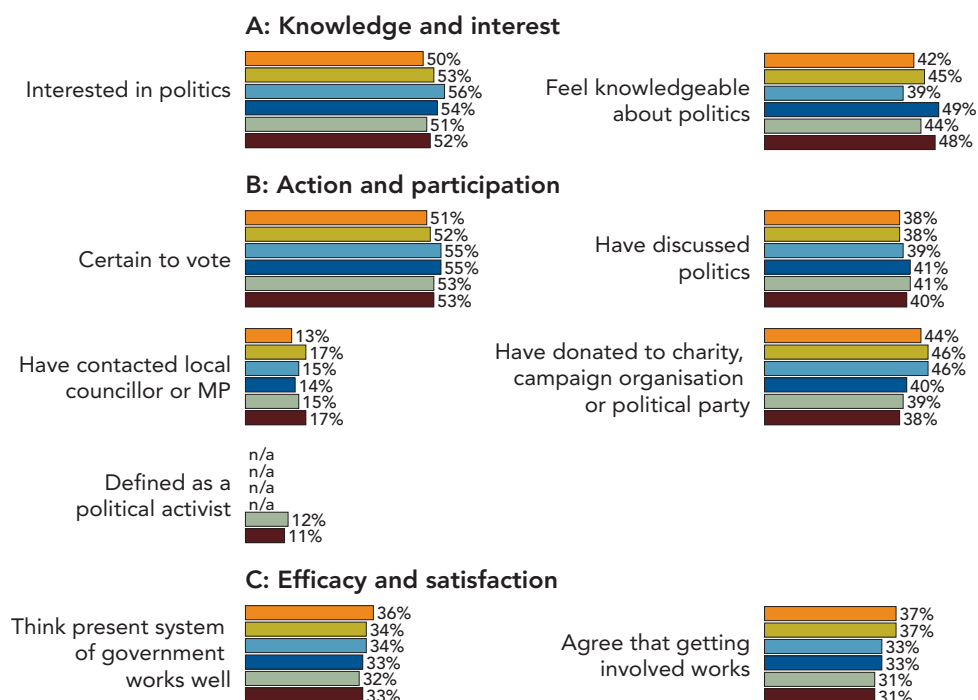 A: Knowledge and interest
Interested in politics
50%
53%
56%
54%
51%
52%
Feel knowledgeable
about politics
42%
45%
39%
49%
44%
48%
B: Action and participation
Certain to vote
51%
52%
55%
55%
53%
53%
Have discussed
politics
38%
38%
39%
41%
41%
40%
Have contacted local
councillor or MP
13%
17%
15%
14%
15%
17%
Have donated to charity,
campaign organisation
or political party
44%
46%
46%
40%
39%
38%
Defined as a
political activist
n/a
n/a
n/a
n/a
12%
11%
C: Efficacy and satisfaction
Think present system
of government
works well
36%
34%
34%
33%
32%
33%
Agree that getting
involved works
37%
37%
33%
33%
31%
31%